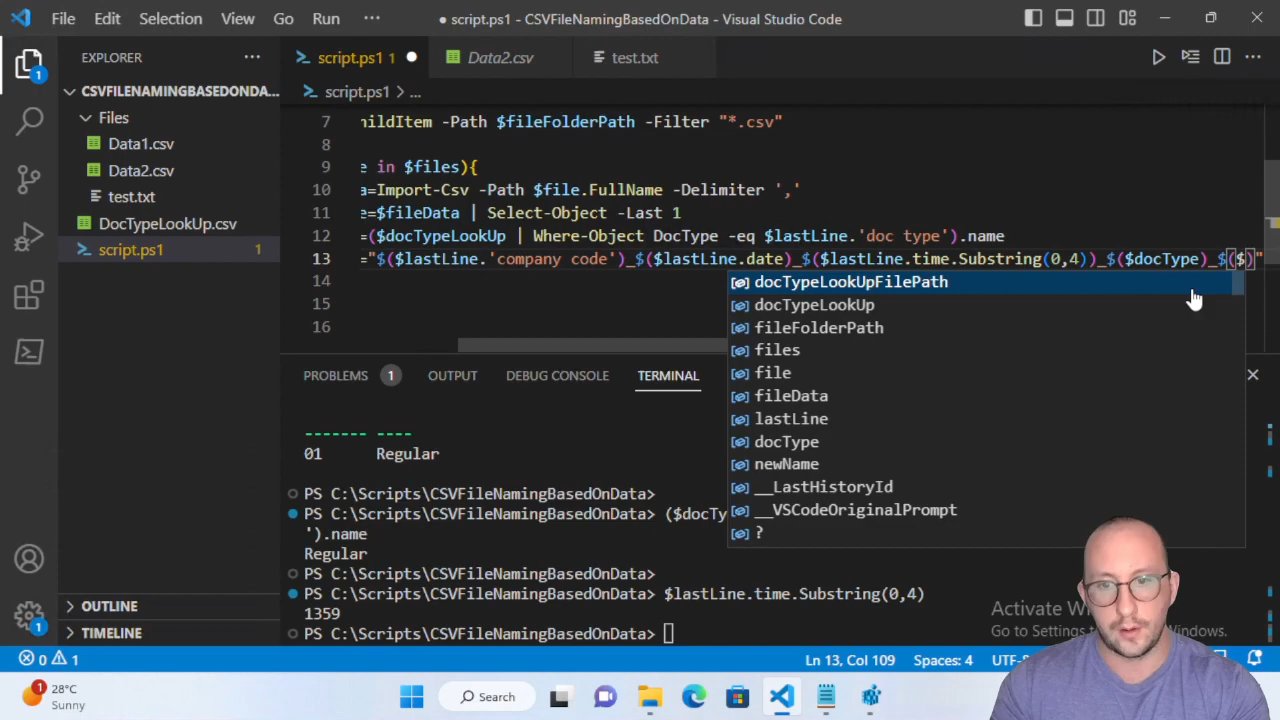 File Edit Selection View Go Run ··· ● script.ps1 - CSVFileNamingBasedOnData - Visual Studio Code
EXPLORER ···
script.ps1 1 ●
Data2.csv
test.txt
CSVFILENAMINGBASEDONDA...
Files
Data1.csv
Data2.csv
test.txt
DocTypeLookUp.csv
script.ps1 1
script.ps1 > ...
7 hildItem -Path $fileFolderPath -Filter "*.csv"
8
9 e in $files){
10 a=Import-Csv -Path $file.FullName -Delimiter ','
11 e=$fileData | Select-Object -Last 1
12 =($docTypeLookUp | Where-Object DocType -eq $lastLine.'doc type').name
13 ="$($lastLine.'company code')_$($lastLine.date)_$($lastLine.time.Substring(0,4))_$($docType)_$($)"
14
15
16
docTypeLookUpFilePath
docTypeLookUp
fileFolderPath
files
file
fileData
lastLine
docType
newName
__LastHistoryId
__VSCodeOriginalPrompt
?
PROBLEMS 1 OUTPUT DEBUG CONSOLE TERMINAL
------- ----
01 Regular
PS C:\Scripts\CSVFileNamingBasedOnData>
PS C:\Scripts\CSVFileNamingBasedOnData> ($docTy
').name
Regular
PS C:\Scripts\CSVFileNamingBasedOnData>
PS C:\Scripts\CSVFileNamingBasedOnData> $lastLine.time.Substring(0,4)
1359
PS C:\Scripts\CSVFileNamingBasedOnData>
1
1
OUTLINE
TIMELINE
Activate Wi
Go to Settings to Windows.
0 1 Ln 13, Col 109 Spaces: 4 UTF-
1 28°C
Sunny
Search